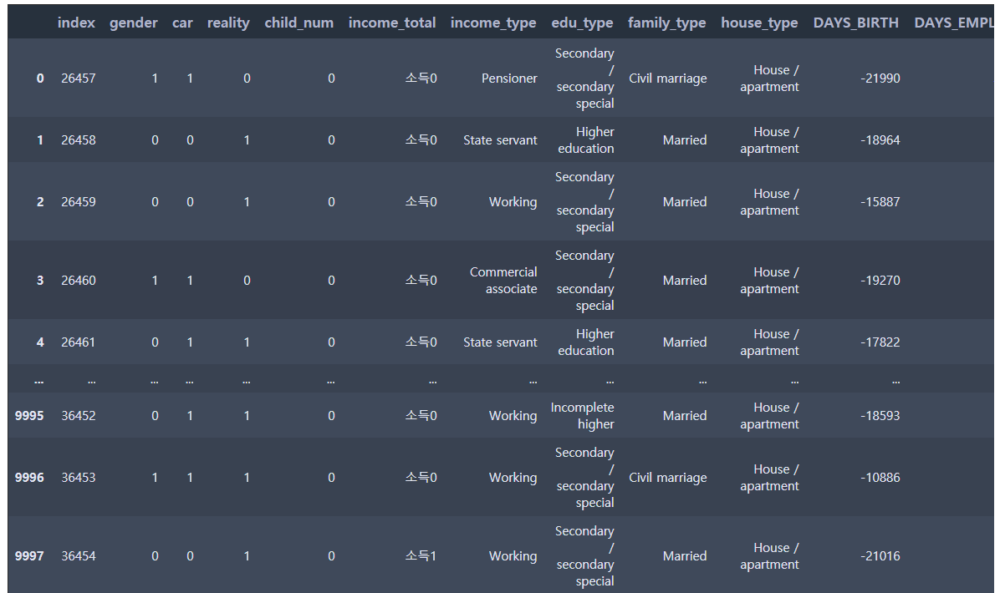 index gender car reality child_num income_total income_type edu_type family_type house_type DAYS_BIRTH DAYS_EMPL
0 26457 1 1 0 0 소득0 Pensioner Secondary / secondary special Civil marriage House / apartment -21990
1 26458 0 0 1 0 소득0 State servant Higher education Married House / apartment -18964
2 26459 0 0 1 0 소득0 Working Secondary / secondary special Married House / apartment -15887
3 26460 1 1 0 0 소득0 Commercial associate Secondary / secondary special Married House / apartment -19270
4 26461 0 1 1 0 소득0 State servant Higher education Married House / apartment -17822
... ... ... ... ... ... ... ... ... ... ... ...
9995 36452 0 1 1 0 소득0 Working Incomplete higher Married House / apartment -18593
9996 36453 1 1 1 0 소득0 Working Secondary / secondary special Civil marriage House / apartment -10886
9997 36454 0 0 1 0 소득1 Working Secondary / secondary special Married House / apartment -21016